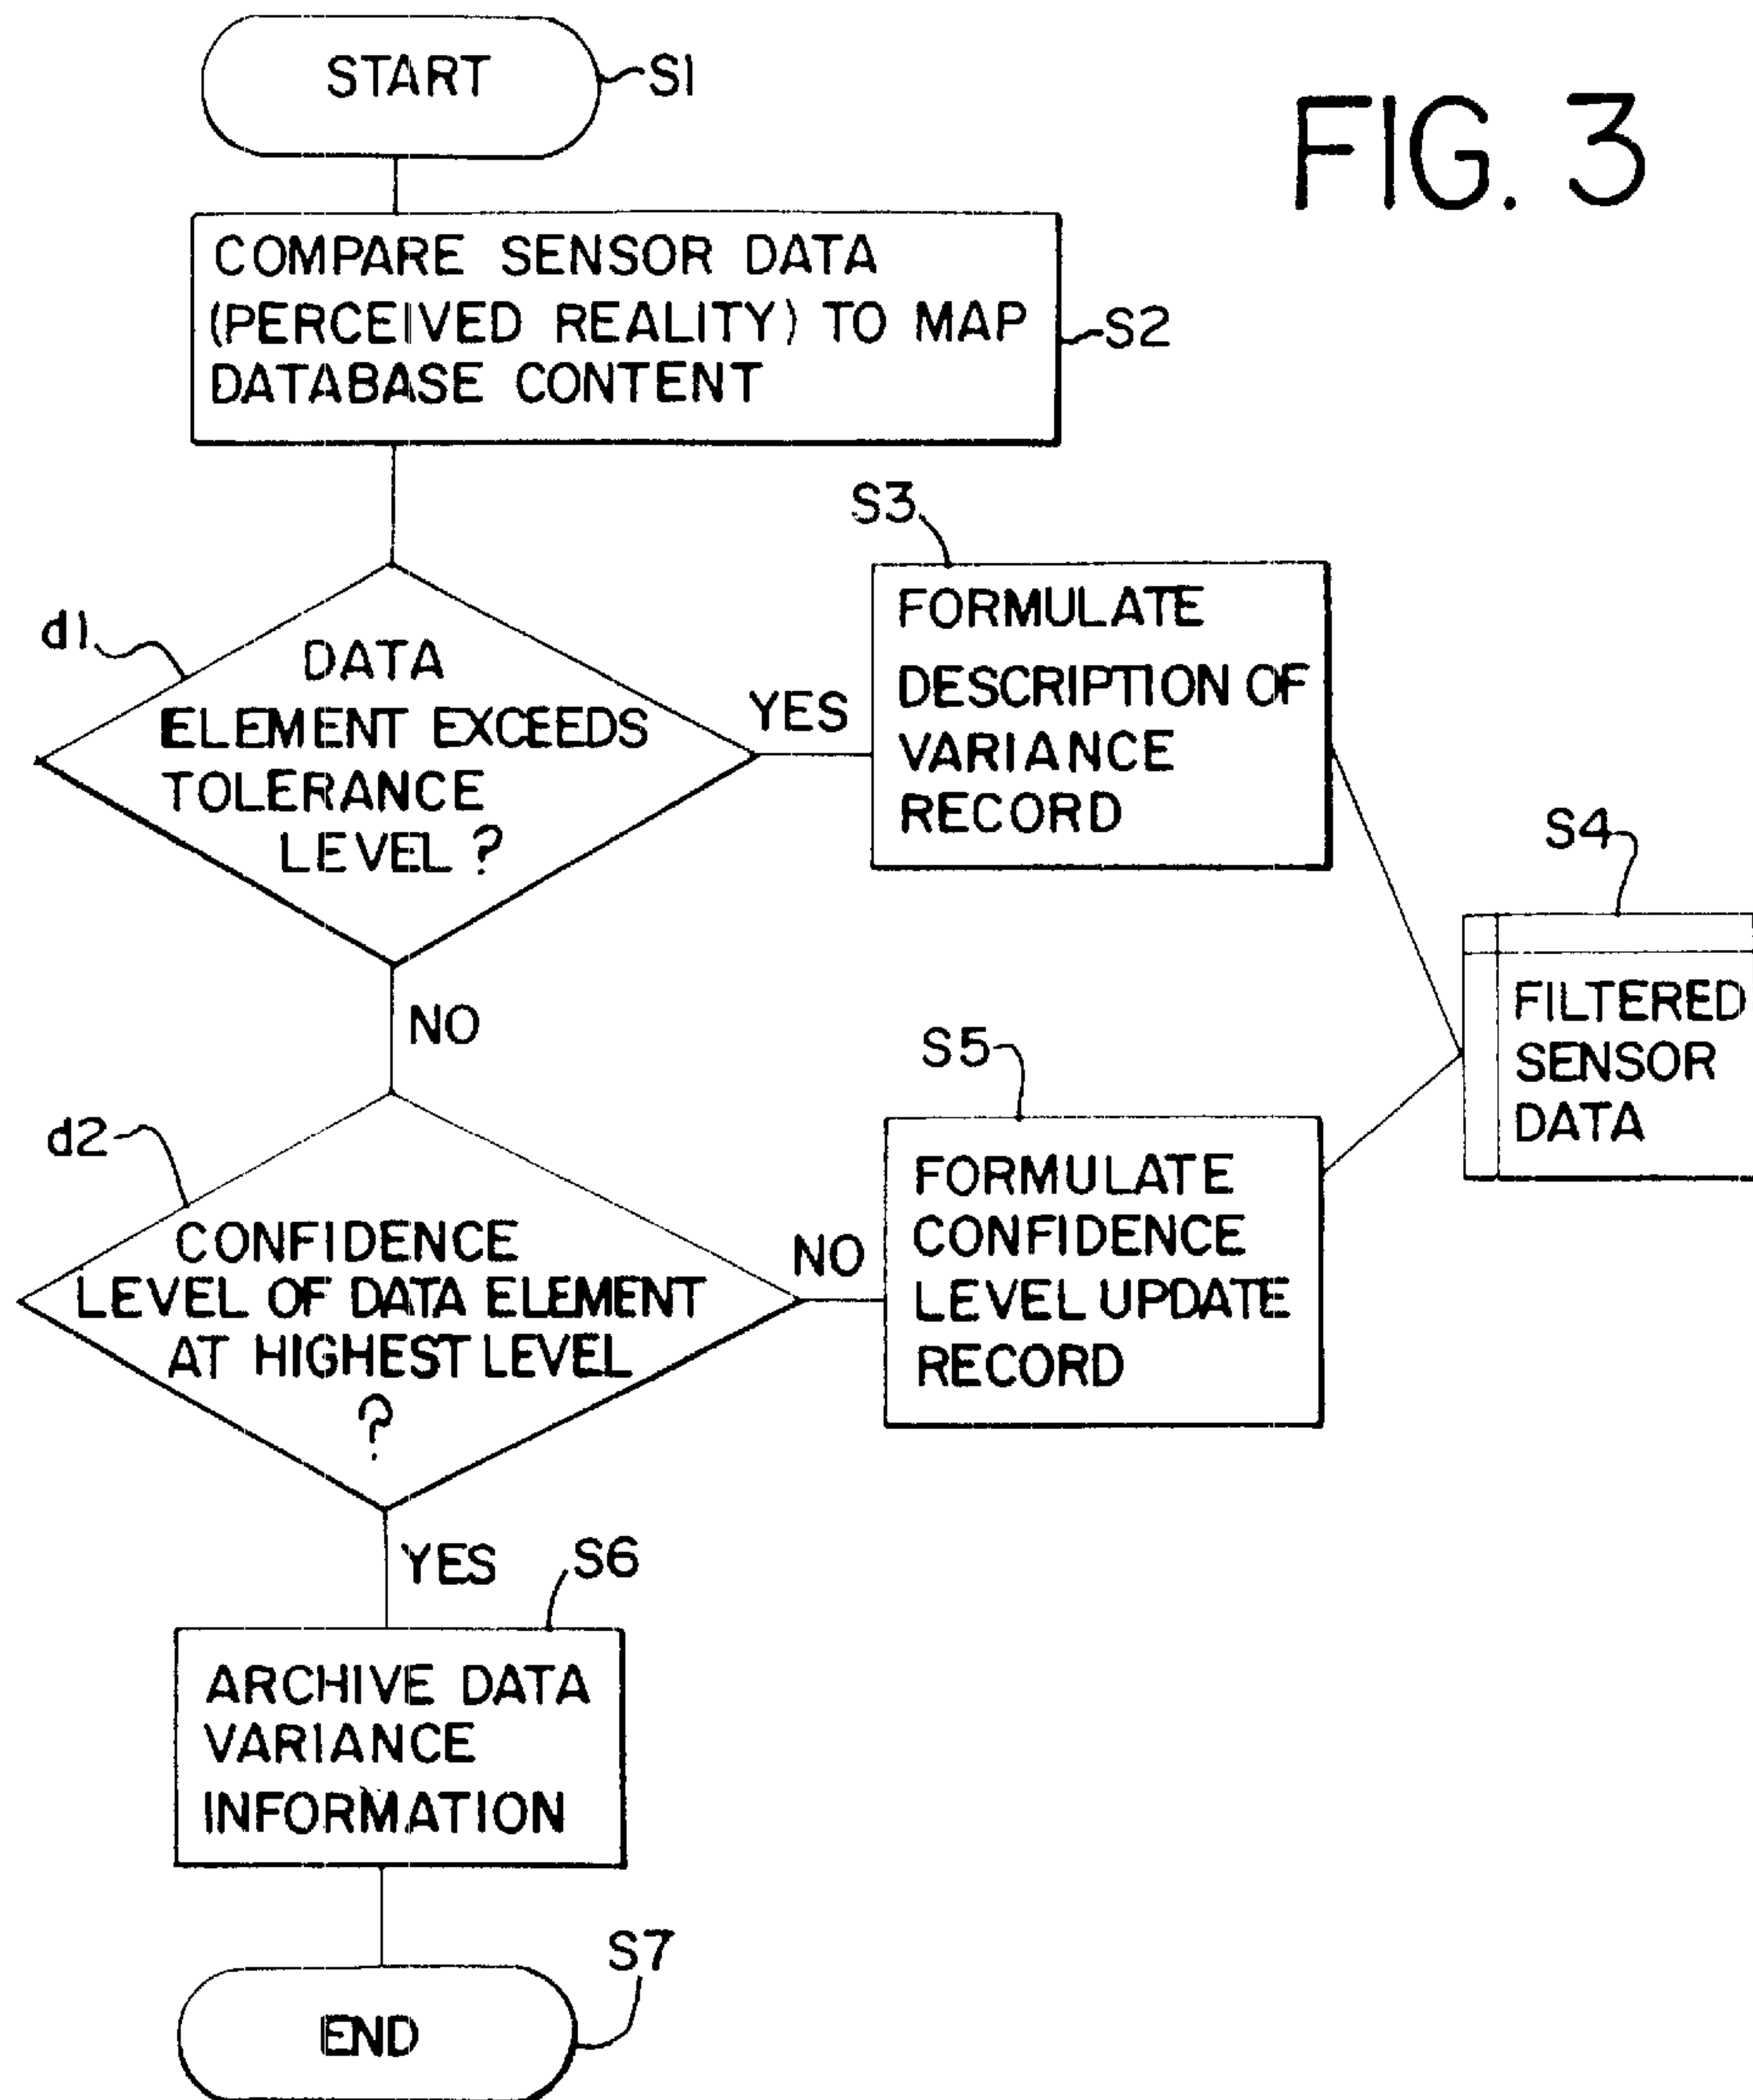 START
S1
FIG. 3
COMPARE SENSOR DATA
(PERCEIVED REALITY) TO MAP
DATABASE CONTENT
S2
S3
d1
DATA
ELEMENT EXCEEDS
TOLERANCE
LEVEL?
YES
FORMULATE
DESCRIPTION OF
VARIANCE
RECORD
S4
FILTERED
SENSOR
DATA
NO
S5
d2
CONFIDENCE
LEVEL OF DATA ELEMENT
AT HIGHEST LEVEL
?
NO
FORMULATE
CONFIDENCE
LEVEL UPDATE
RECORD
YES
S6
ARCHIVE DATA
VARIANCE
INFORMATION
S7
END